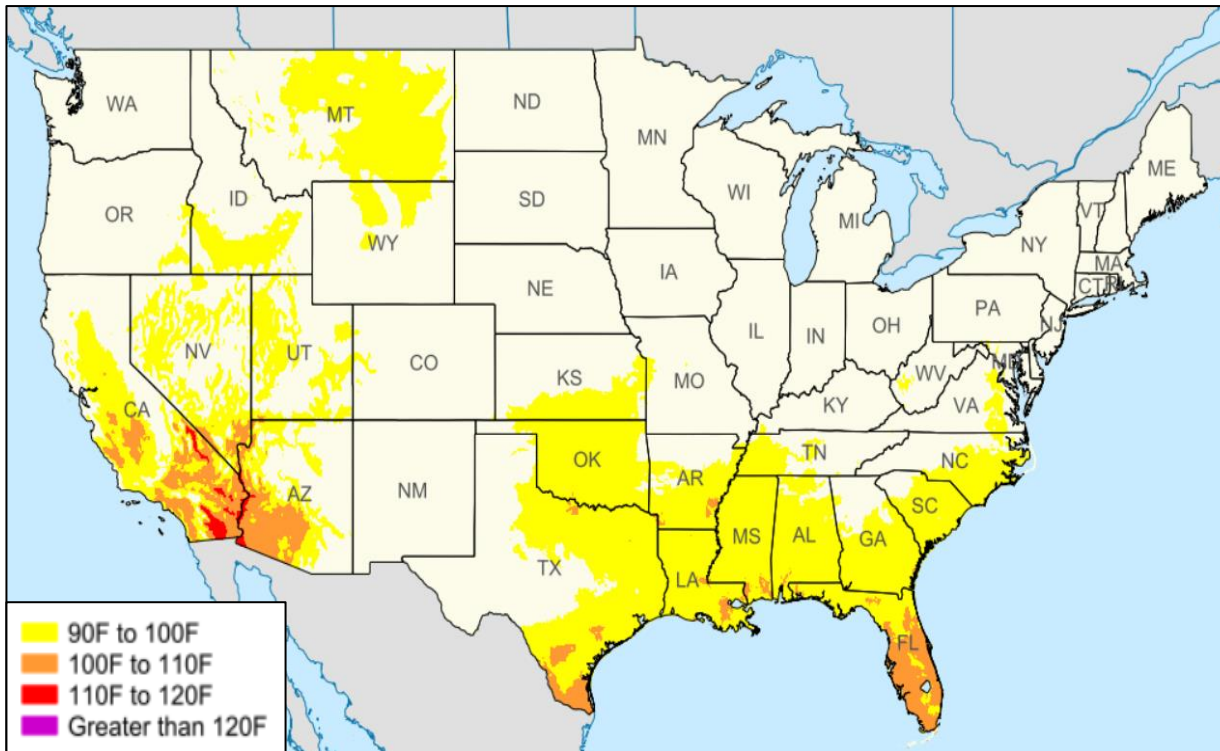 WA
MT
ND
MN
ME
OR
ID
SD
WI
MI
VT
NY
WY
IA
MA
NE
CT
PA
IL
IN
OH
NJ
NV
UT
CO
KS
MO
WV
VA
CA
KY
AZ
NM
OK
AR
TN
NC
SC
TX
LA
MS
AL
GA
FL
90F to 100F
100F to 110F
110F to 120F
Greater than 120F